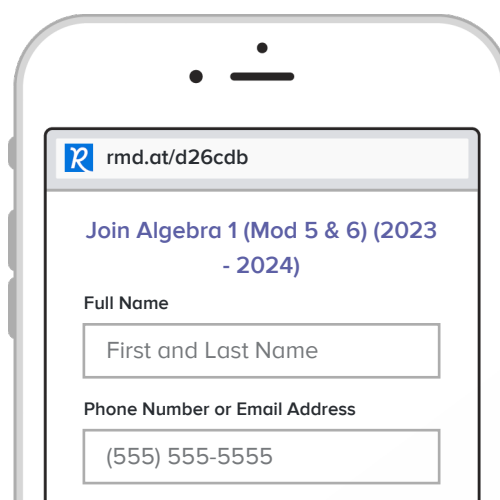 R rmd.at/d26cdb
Join Algebra 1 (Mod 5 & 6) (2023
- 2024)
Full Name
First and Last Name
Phone Number or Email Address
(555) 555-5555